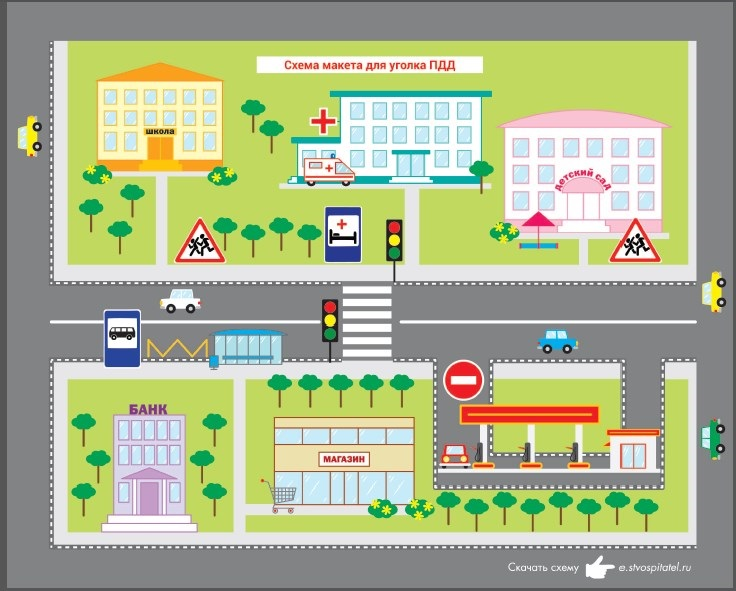 Схема макета для уголка ПДД
школа
Детский сад
БАНК
МАГАЗИН
Скачать схему e.stvospitatel.ru